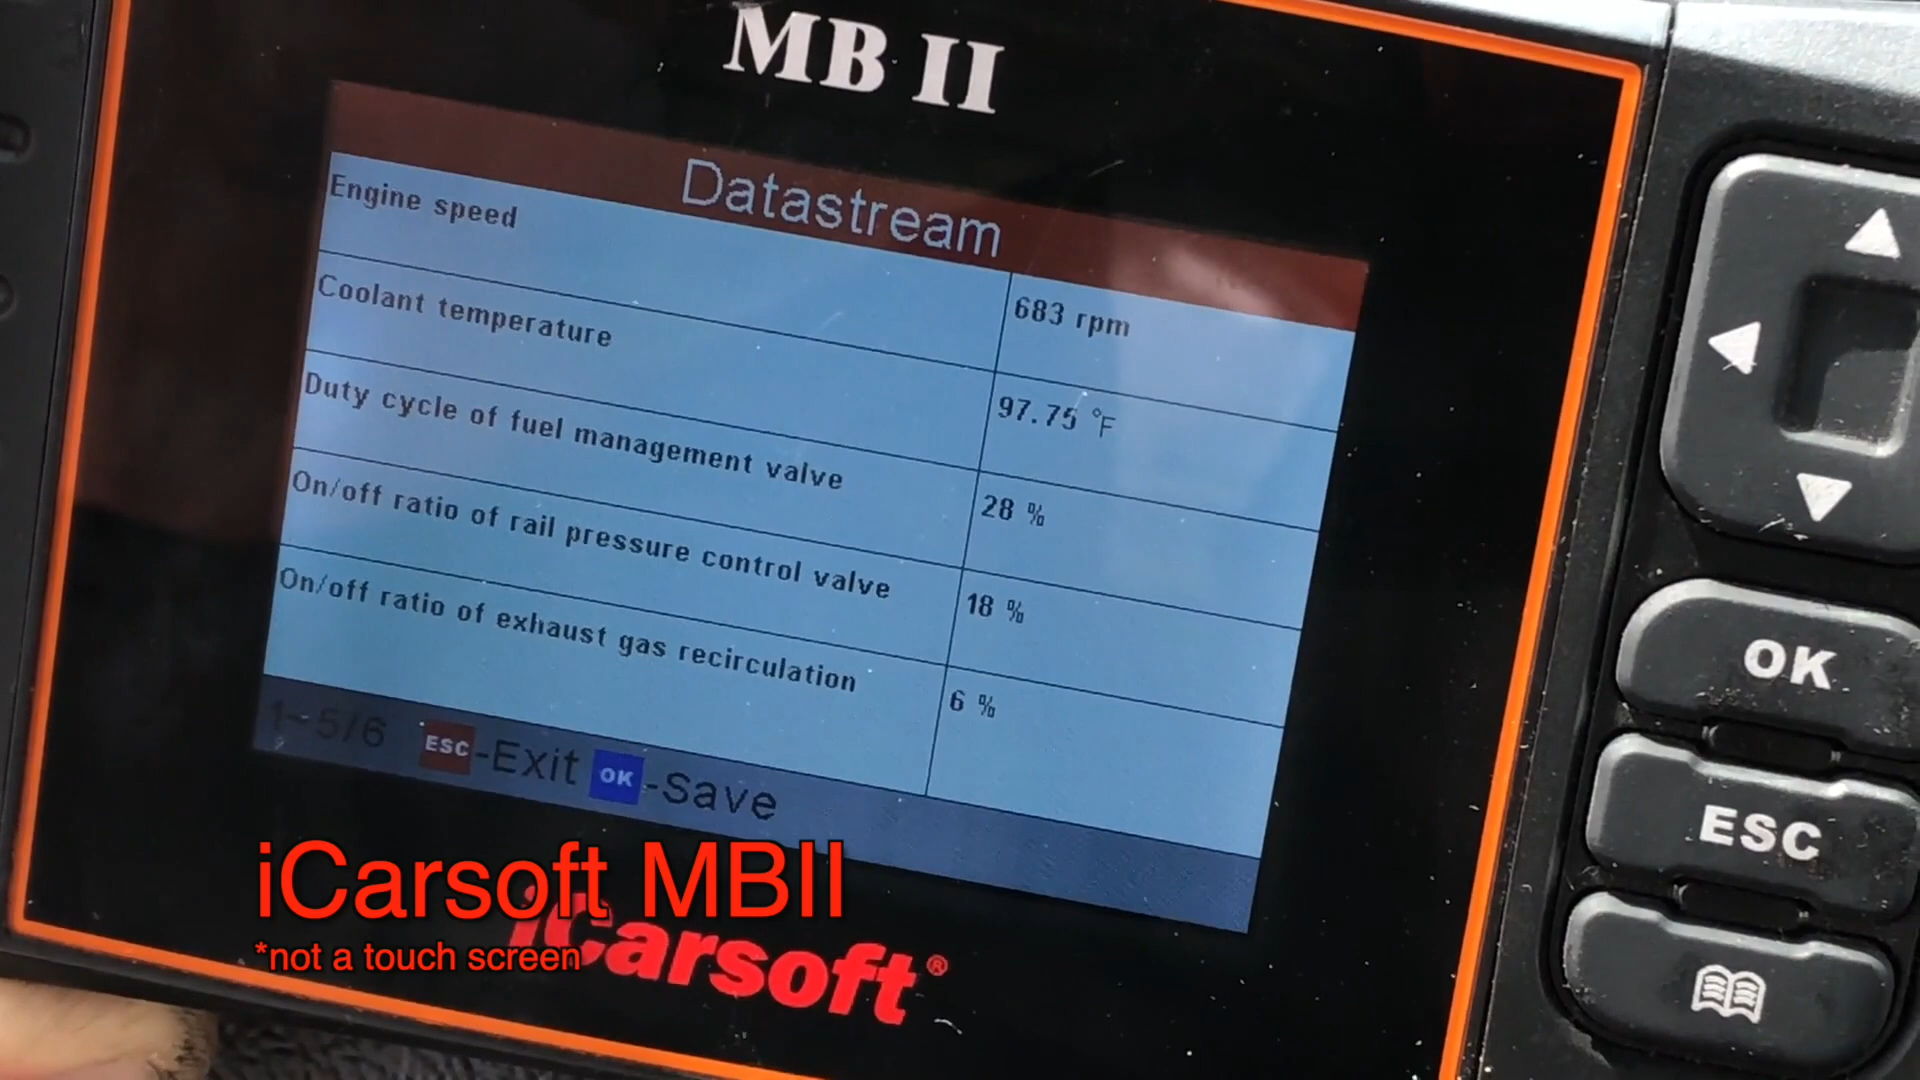 MB II
Datastream
Engine speed 683 rpm
Coolant temperature 97.75 °F
Duty cycle of fuel management valve 28 %
On/off ratio of rail pressure control valve 18 %
On/off ratio of exhaust gas recirculation 6 %
1~5/6 ESC -Exit OK -Save
iCarsoft MBII
*not a touch screen
iCarsoft®
OK
ESC